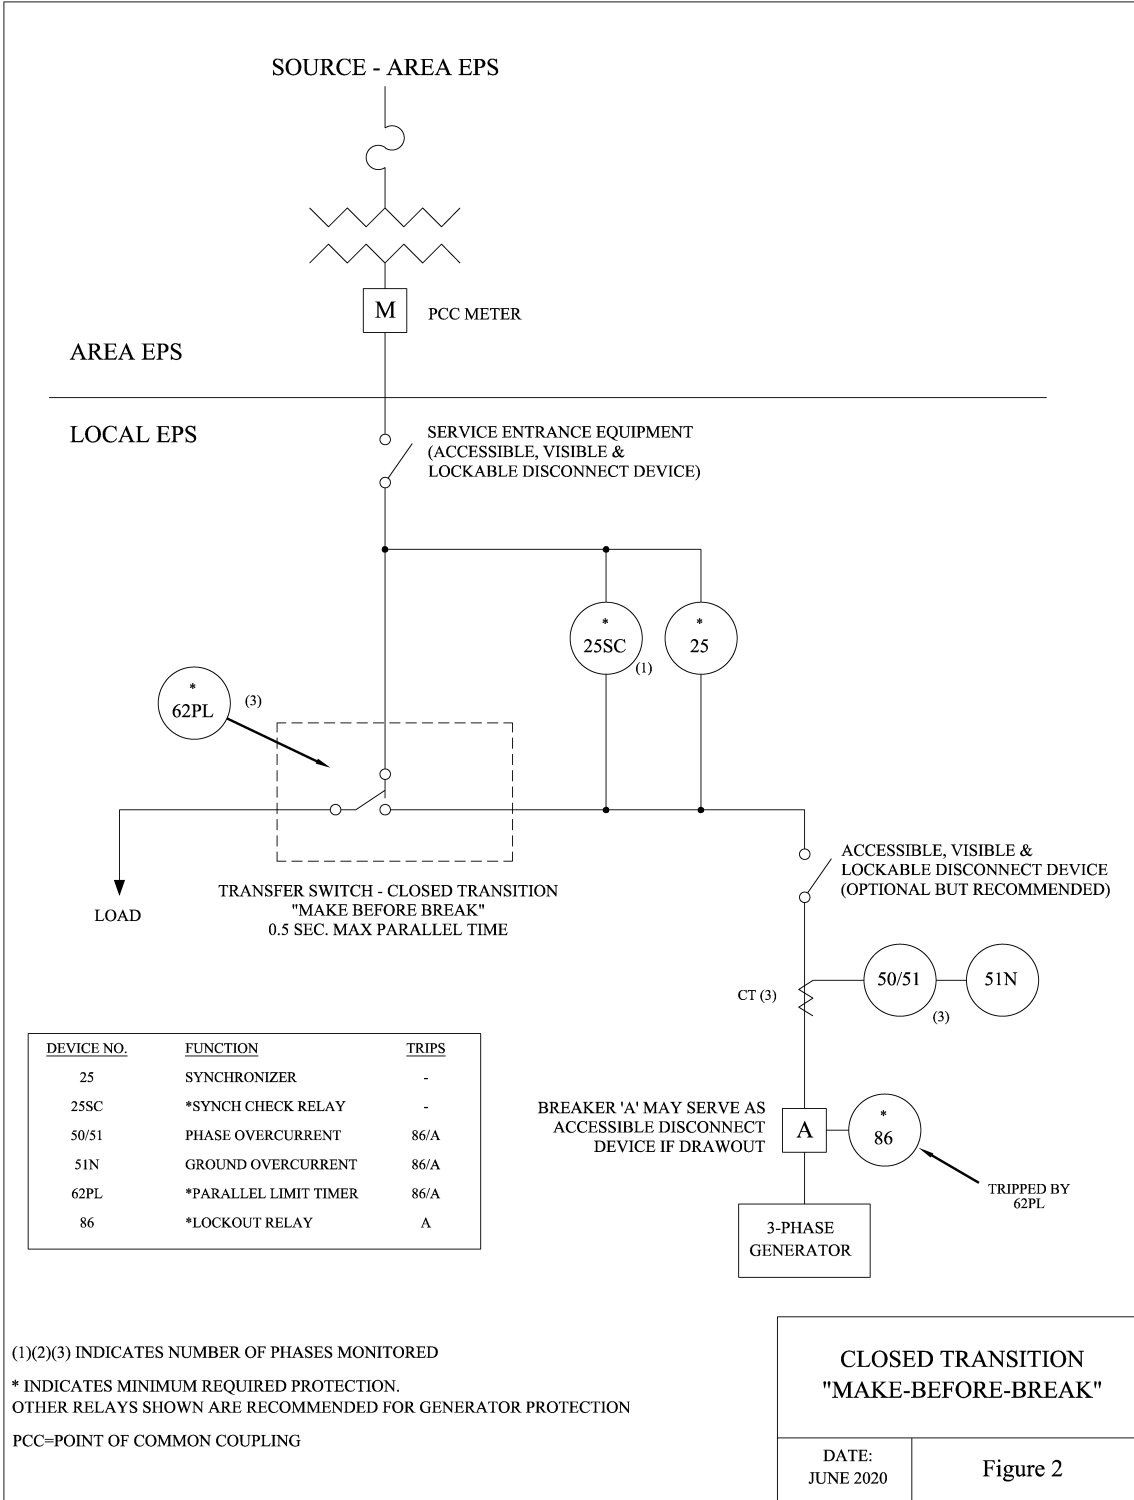 SOURCE - AREA EPS
M
PCC METER
AREA EPS
LOCAL EPS
SERVICE ENTRANCE EQUIPMENT
(ACCESSIBLE, VISIBLE &
LOCKABLE DISCONNECT DEVICE)
*
25SC
(1)
*
25
*
62PL
(3)
TRANSFER SWITCH - CLOSED TRANSITION
"MAKE BEFORE BREAK"
0.5 SEC. MAX PARALLEL TIME
LOAD
ACCESSIBLE, VISIBLE &
LOCKABLE DISCONNECT DEVICE
(OPTIONAL BUT RECOMMENDED)
CT (3)
50/51
(3)
51N
BREAKER 'A' MAY SERVE AS
ACCESSIBLE DISCONNECT
DEVICE IF DRAWOUT
A
*
86
TRIPPED BY
62PL
3-PHASE
GENERATOR
DEVICE NO. FUNCTION TRIPS
25 SYNCHRONIZER -
25SC *SYNCH CHECK RELAY -
50/51 PHASE OVERCURRENT 86/A
51N GROUND OVERCURRENT 86/A
62PL *PARALLEL LIMIT TIMER 86/A
86 *LOCKOUT RELAY A
(1)(2)(3) INDICATES NUMBER OF PHASES MONITORED
* INDICATES MINIMUM REQUIRED PROTECTION.
OTHER RELAYS SHOWN ARE RECOMMENDED FOR GENERATOR PROTECTION
PCC=POINT OF COMMON COUPLING
CLOSED TRANSITION
"MAKE-BEFORE-BREAK"
DATE:
JUNE 2020
Figure 2